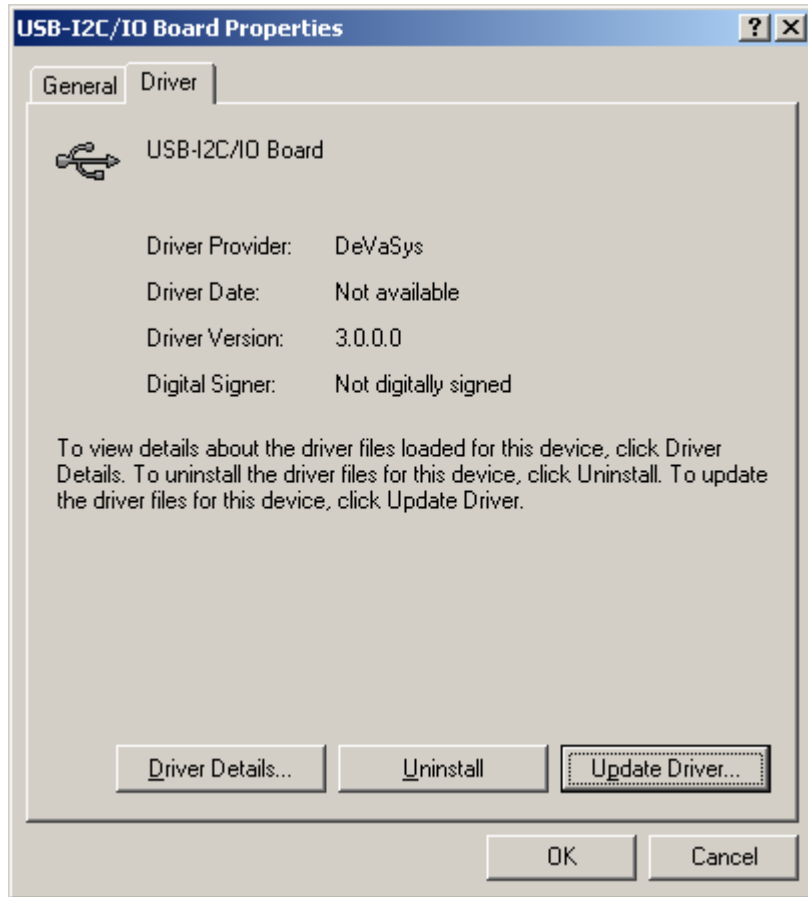 USB-I2C/IO Board Properties
? X
General Driver
USB-I2C/IO Board
Driver Provider: DeVaSys
Driver Date: Not available
Driver Version: 3.0.0.0
Digital Signer: Not digitally signed
To view details about the driver files loaded for this device, click Driver
Details. To uninstall the driver files for this device, click Uninstall. To update
the driver files for this device, click Update Driver.
Driver Details... Uninstall Update Driver...
OK Cancel